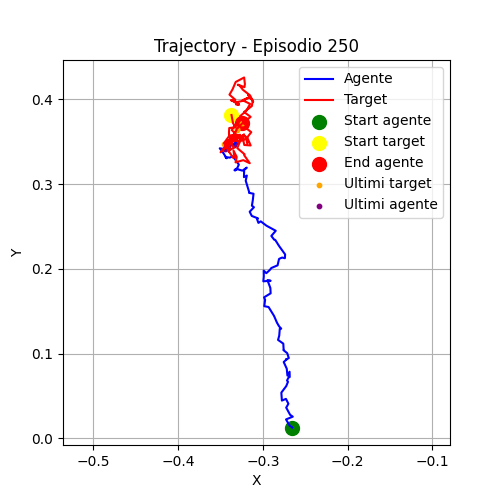 Trajectory - Episodio 250
Agente
Target
Start agente
Start target
End agente
Ultimi target
Ultimi agente
Y
0.4
0.3
0.2
0.1
0.0
−0.5
−0.4
−0.3
−0.2
−0.1
X